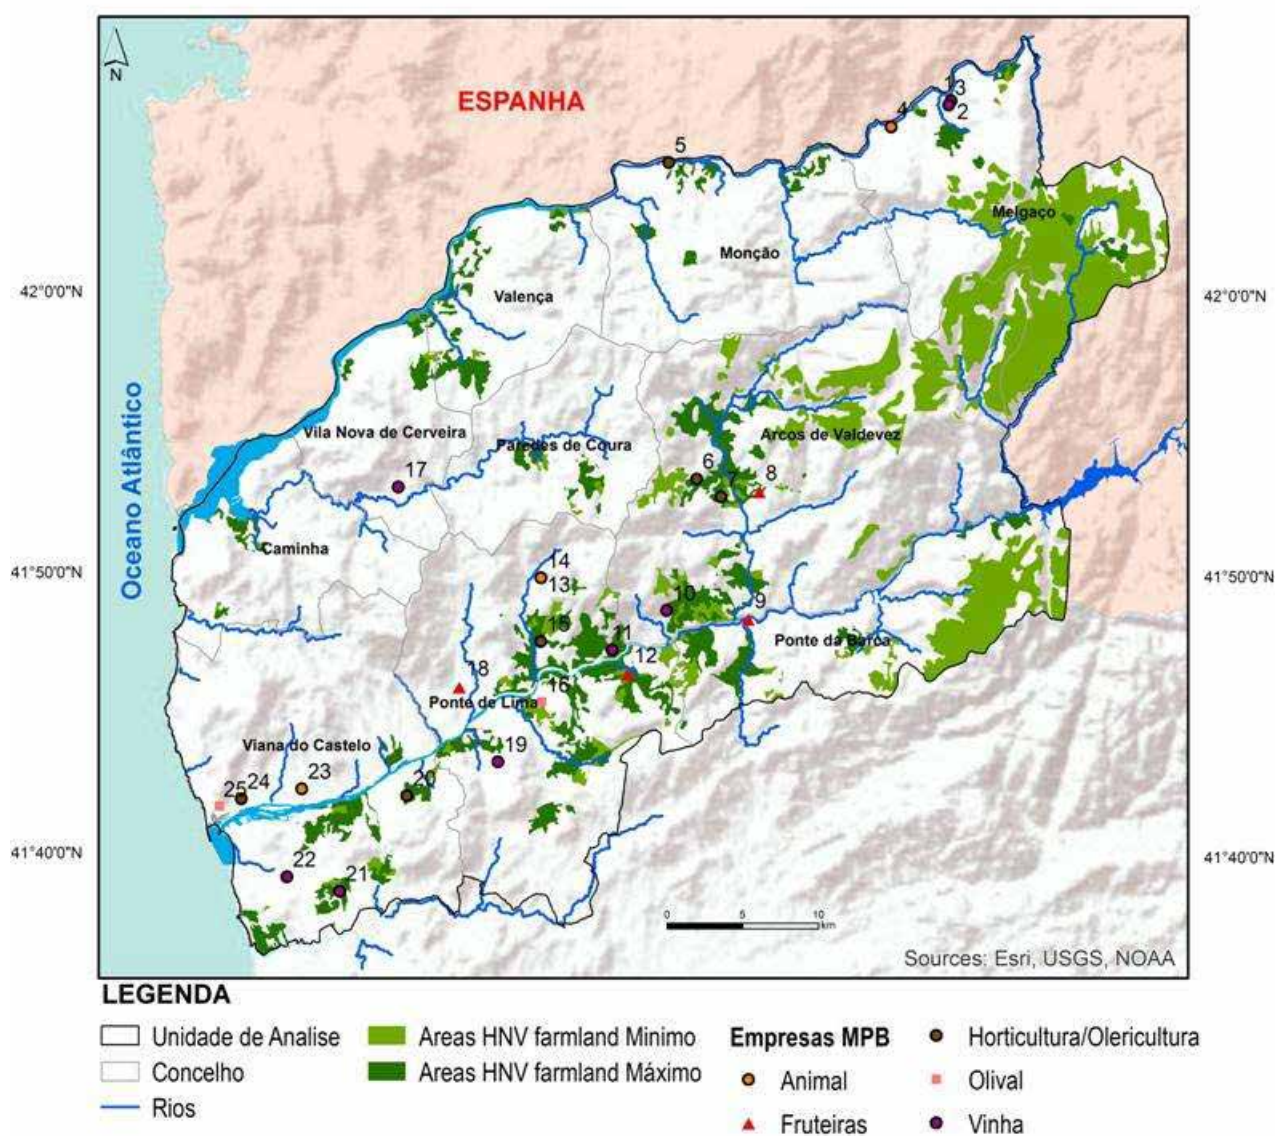 N
ESPANHA
1
3
2
4
5
Melgaço
Monção
42°0'0"N
Valença
42°0'0"N
Oceano Atlântico
Vila Nova de Cerveira
Paredes de Coura
Arcos de Valdevez
17
6
7
8
Caminha
41°50'0"N
14
13
41°50'0"N
10
9
15
11
Ponte da Barca
12
18
16
Ponte de Lima
Viana do Castelo
19
23
25
24
20
41°40'0"N
22
21
41°40'0"N
0 5 10
km
Sources: Esri, USGS, NOAA
LEGENDA
Unidade de Analise
Areas HNV farmland Minimo
Empresas MPB
Horticultura/Olericultura
Concelho
Areas HNV farmland Máximo
Animal
Olival
Rios
Fruteiras
Vinha